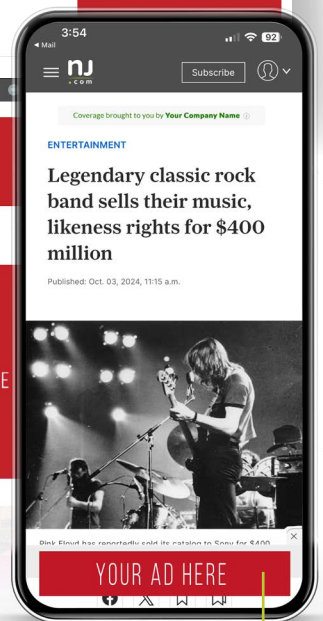 3:54
92
Mail
nj
.com
Subscribe
Coverage brought to you by Your Company Name
ENTERTAINMENT
Legendary classic rock
band sells their music,
likeness rights for $400
million
Published: Oct. 03, 2024, 11:15 a.m.
Pink Floyd has reportedly sold its catalog to Sony for $400
YOUR AD HERE
E